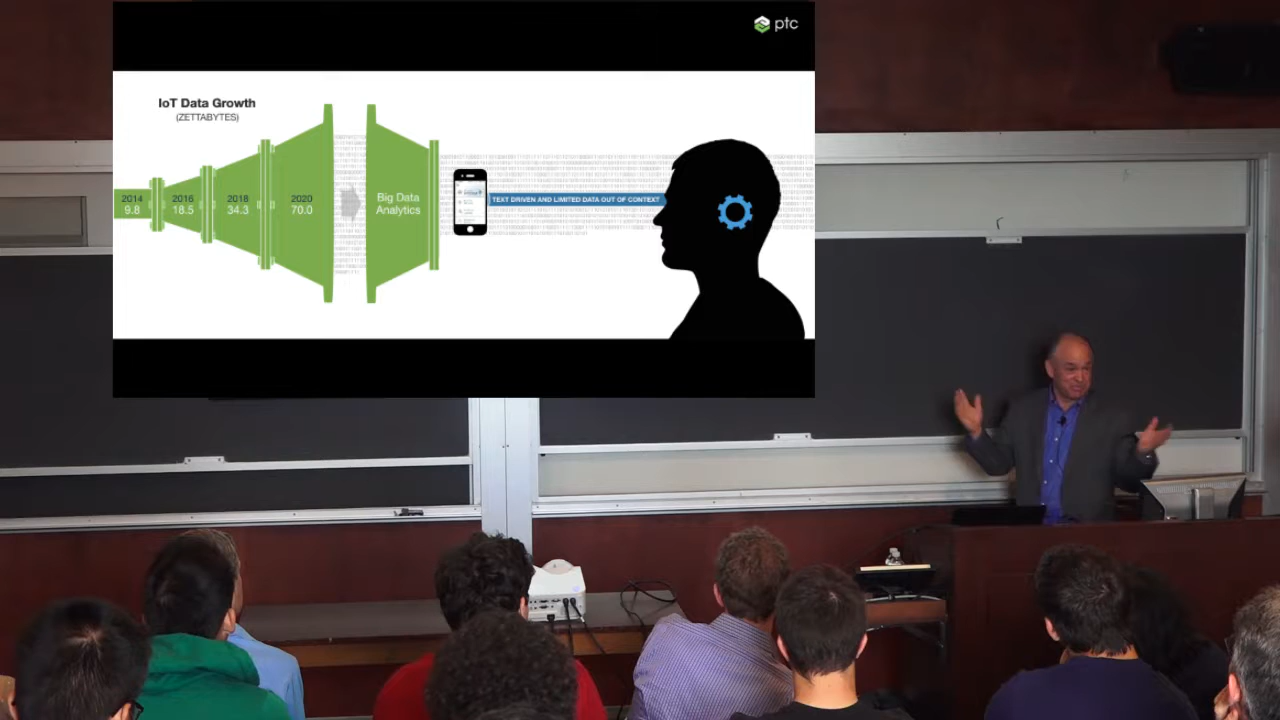 ptc
IoT Data Growth
(ZETTABYTES)
2014
9.8
2016
18.5
2018
34.3
2020
70.0
Big Data
Analytics
TEXT DRIVEN AND LIMITED DATA OUT OF CONTEXT